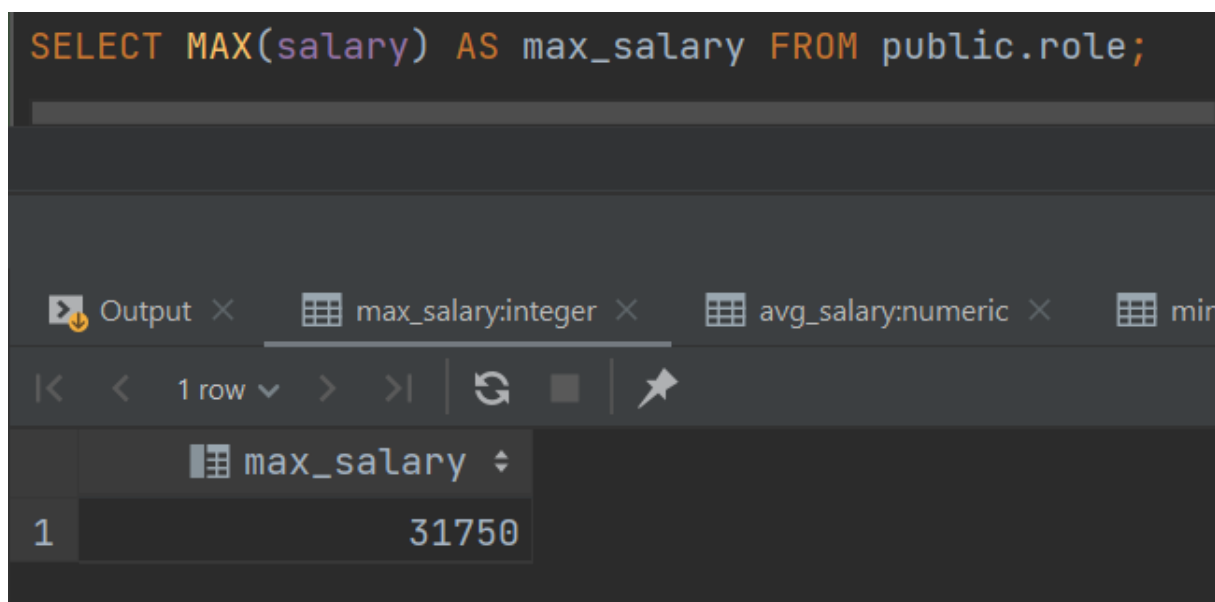 SELECT MAX(salary) AS max_salary FROM public.role;
Output max_salary:integer avg_salary:numeric
1 row
max_salary
1 31750